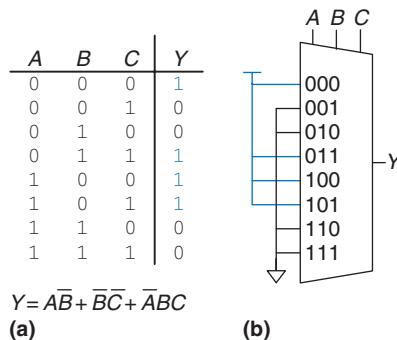 A B C Y
0 0 0 1
0 0 1 0
0 1 0 0
0 1 1 1
1 0 0 1
1 0 1 1
1 1 0 0
1 1 1 0
Y = AB̅ + B̅C̅ + A̅BC
(a)
A B C
000
001
010
011
100
101
110
111
Y
(b)